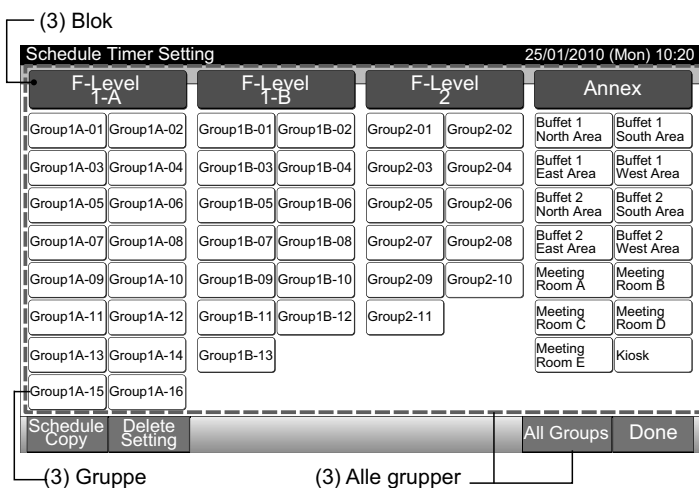 (3) Blok
Schedule Timer Setting 25/01/2010 (Mon) 10:20
F-Level
1-A
F-Level
1-B
F-Level
2
Annex
Group1A-01 Group1A-02 Group1B-01 Group1B-02 Group2-01 Group2-02 Buffet 1 North Area Buffet 1 South Area
Group1A-03 Group1A-04 Group1B-03 Group1B-04 Group2-03 Group2-04 Buffet 1 East Area Buffet 1 West Area
Group1A-05 Group1A-06 Group1B-05 Group1B-06 Group2-05 Group2-06 Buffet 2 North Area Buffet 2 South Area
Group1A-07 Group1A-08 Group1B-07 Group1B-08 Group2-07 Group2-08 Buffet 2 East Area Buffet 2 West Area
Group1A-09 Group1A-10 Group1B-09 Group1B-10 Group2-09 Group2-10 Meeting Room A Meeting Room B
Group1A-11 Group1A-12 Group1B-11 Group1B-12 Group2-11 Meeting Room C Meeting Room D
Group1A-13 Group1A-14 Group1B-13 Meeting Room E Kiosk
Group1A-15 Group1A-16
Schedule Copy Delete Setting All Groups Done
(3) Gruppe (3) Alle grupper